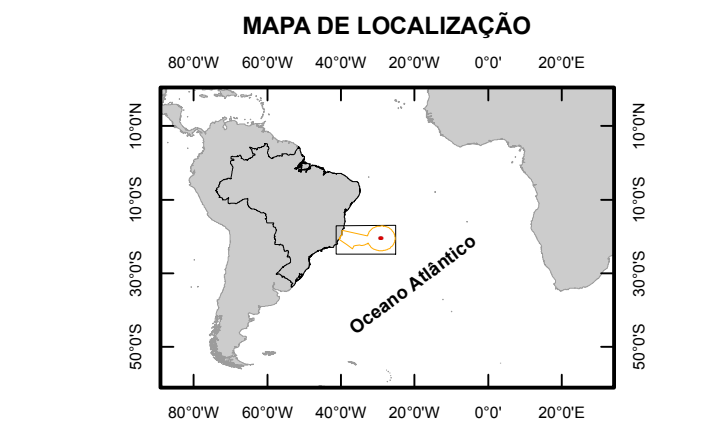 MAPA DE LOCALIZAÇÃO
80°0'W 60°0'W 40°0'W 20°0'W 0°0' 20°0'E
10°0'N 10°0'N
10°0'S 10°0'S
30°0'S 30°0'S
Oceano Atlântico
50°0'S 50°0'S
80°0'W 60°0'W 40°0'W 20°0'W 0°0' 20°0'E